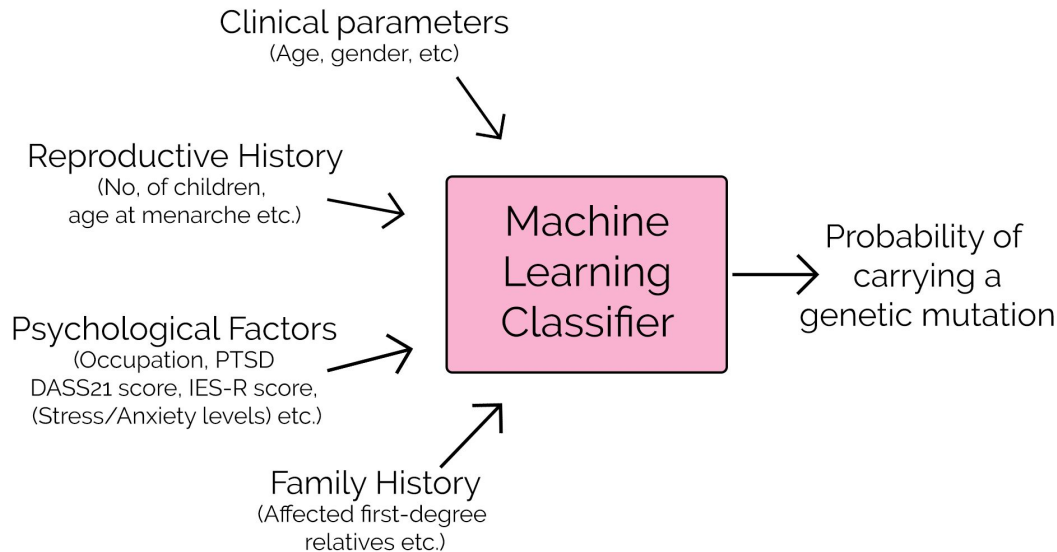 Clinical parameters
(Age, gender, etc)
Reproductive History
(No, of children,
age at menarche etc.)
Psychological Factors
(Occupation, PTSD
DASS21 score, IES-R score,
(Stress/Anxiety levels) etc.)
Family History
(Affected first-degree
relatives etc.)
Machine
Learning
Classifier
Probability of
carrying a
genetic mutation